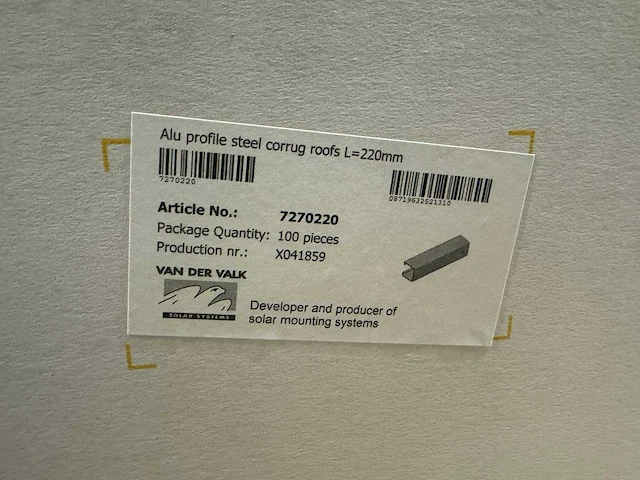 Alu profile steel corrug roofs L=220mm
7270220
08719632521310
Article No.: 7270220
Package Quantity: 100 pieces
Production nr.: X041859
VAN DER VALK
SOLAR SYSTEMS
Developer and producer of
solar mounting systems